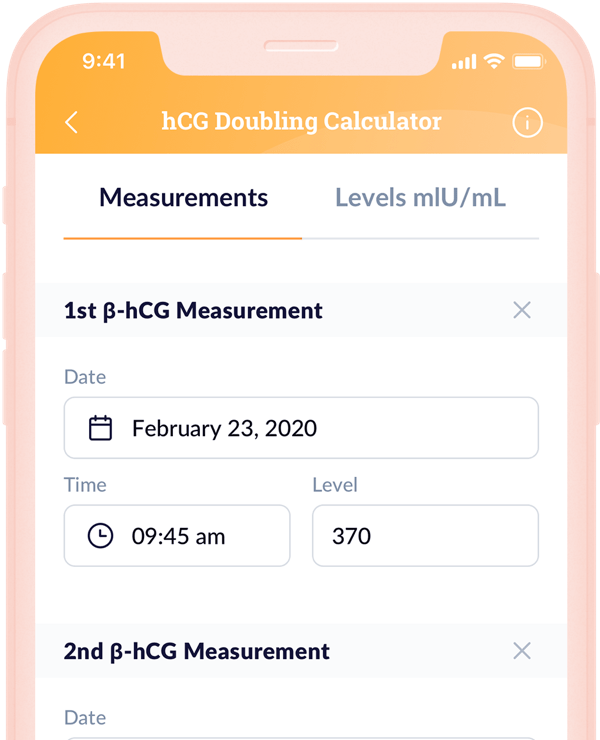 9:41
hCG Doubling Calculator
Measurements
Levels mIU/mL
1st β-hCG Measurement
Date
February 23, 2020
Time
Level
09:45 am
370
2nd β-hCG Measurement
Date